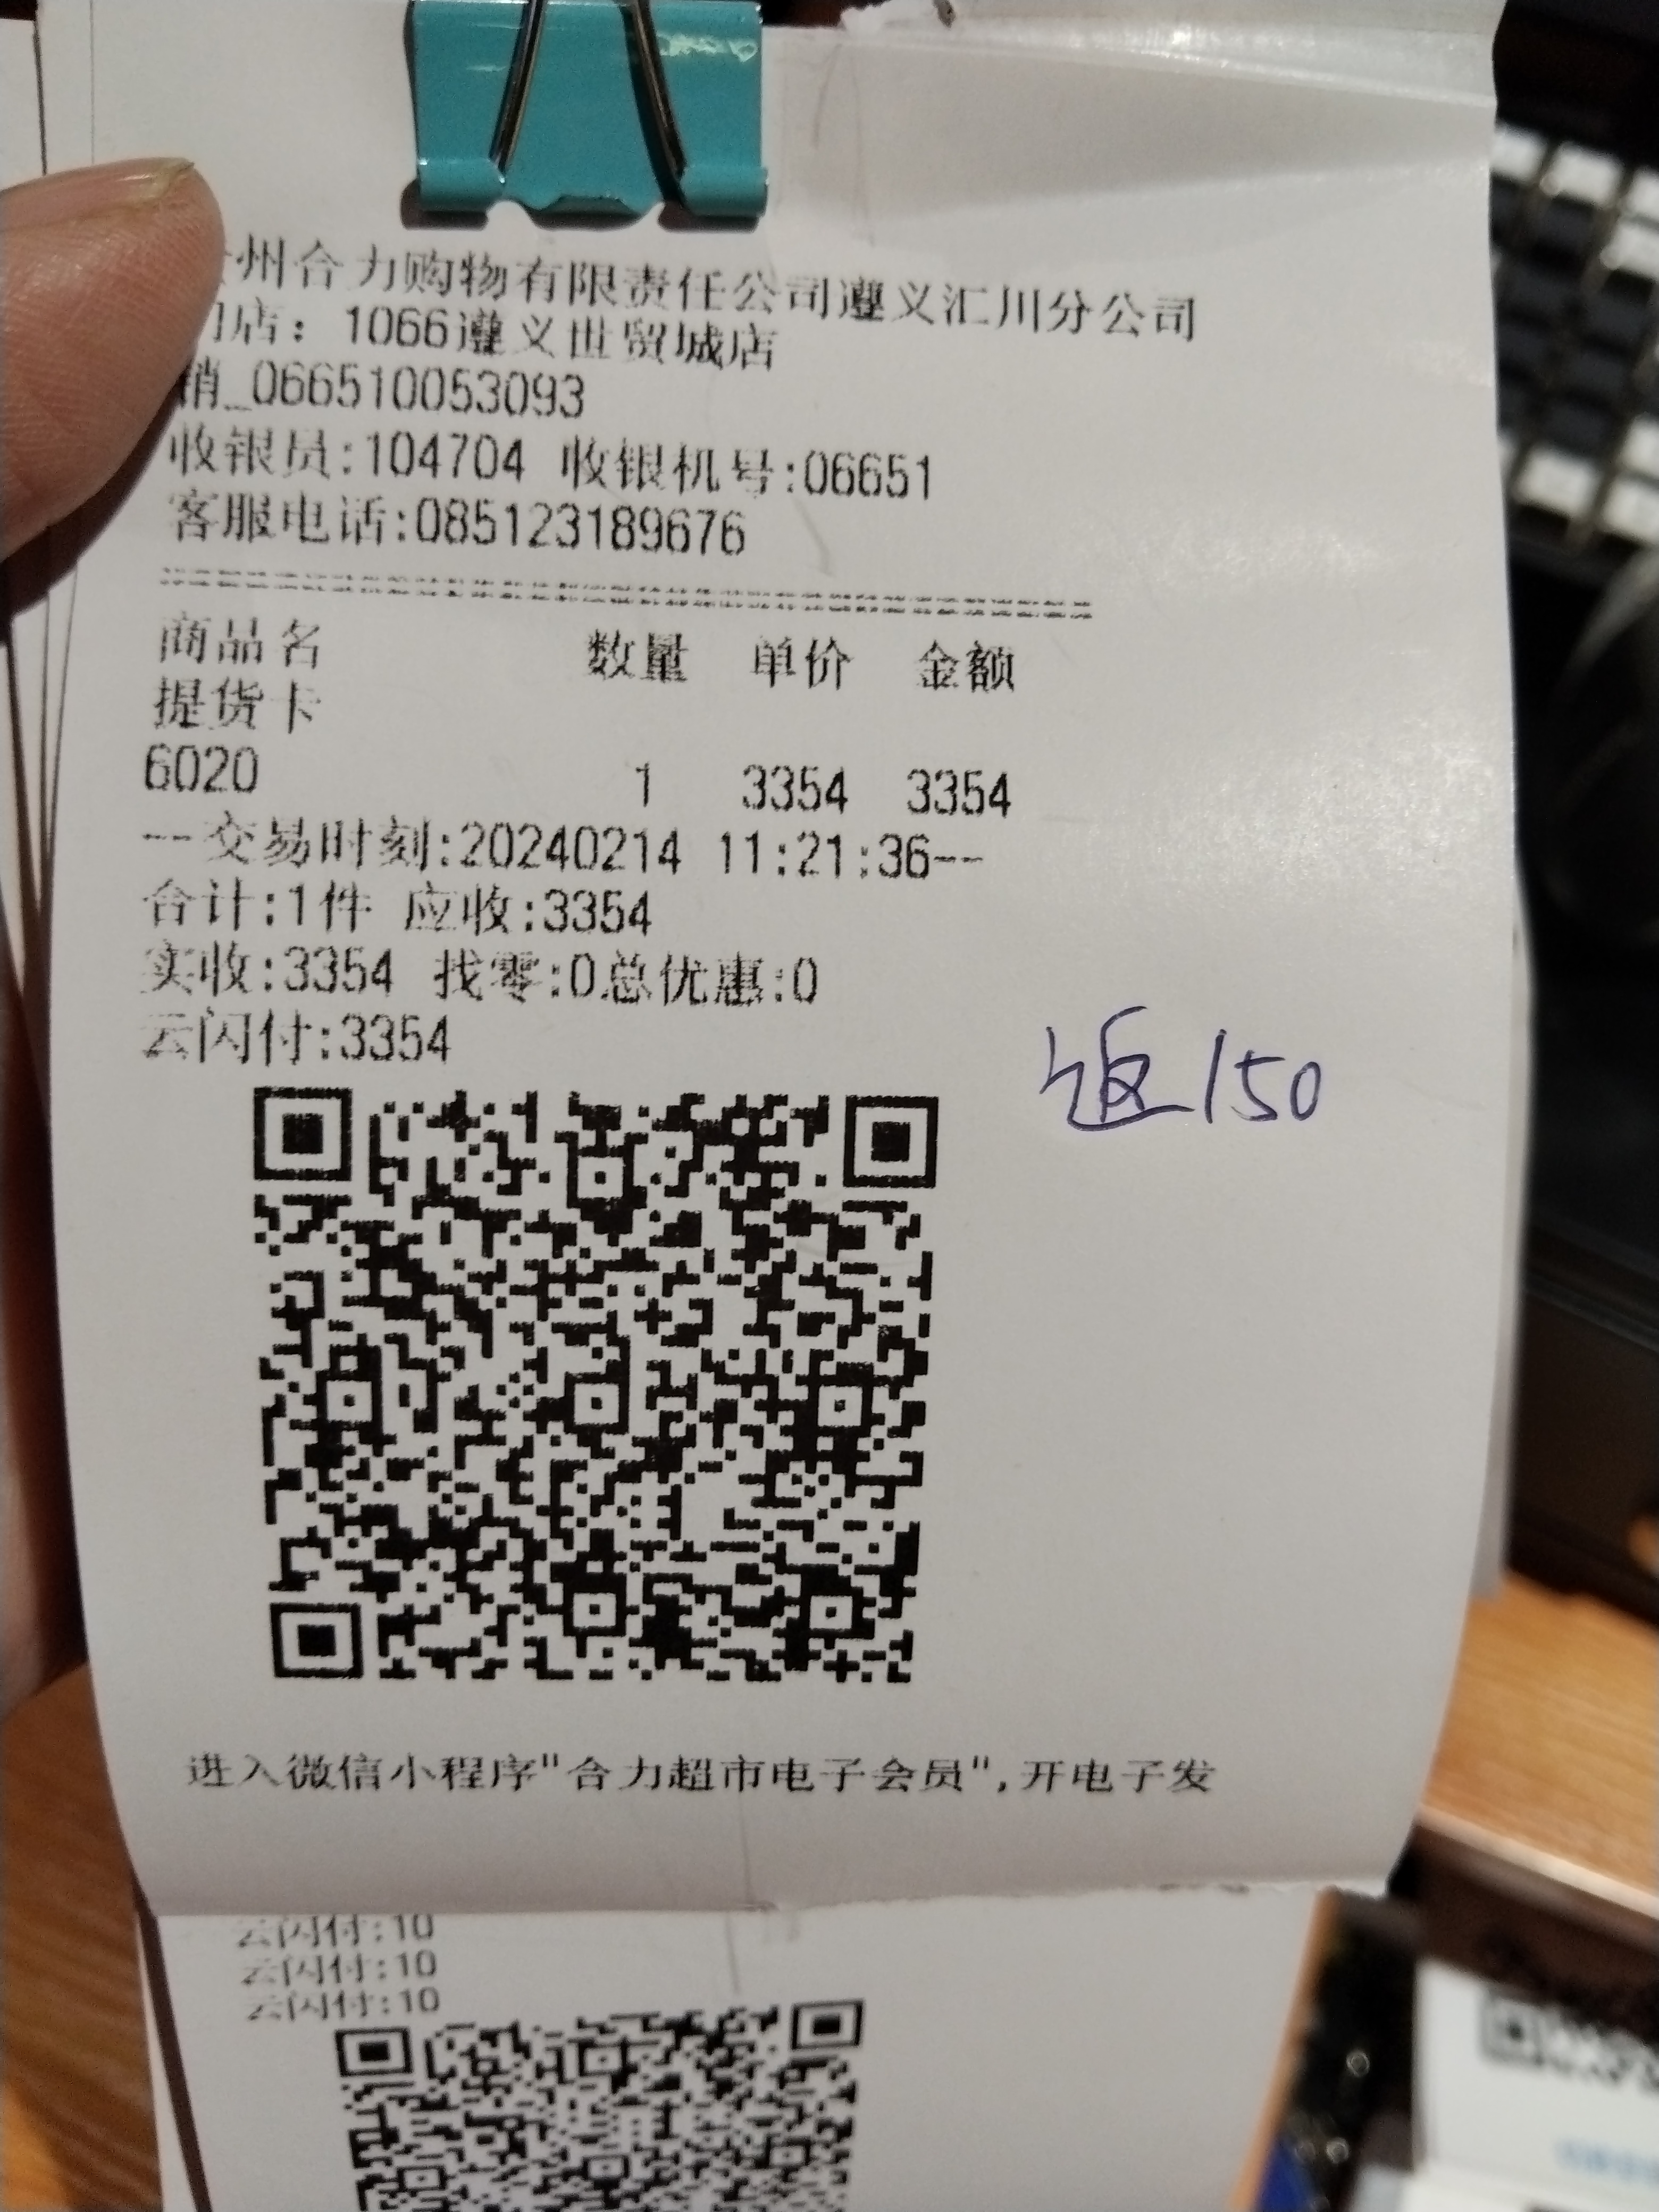 州合力购物有限责任公司遵义汇川分公司
店：1066遵义世贸城店
销_066510053093
收银员:104704 收银机号:06651
客服电话:085123189676
商品名 数量 单价 金额
提货卡
6020 1 3354 3354
--交易时刻:20240214 11:21:36--
合计:1件 应收:3354
实收:3354 找零:0总优惠:0
云闪付:3354
返150
进入微信小程序"合力超市电子会员",开电子发
云闪付:10
云闪付:10
云闪付:10